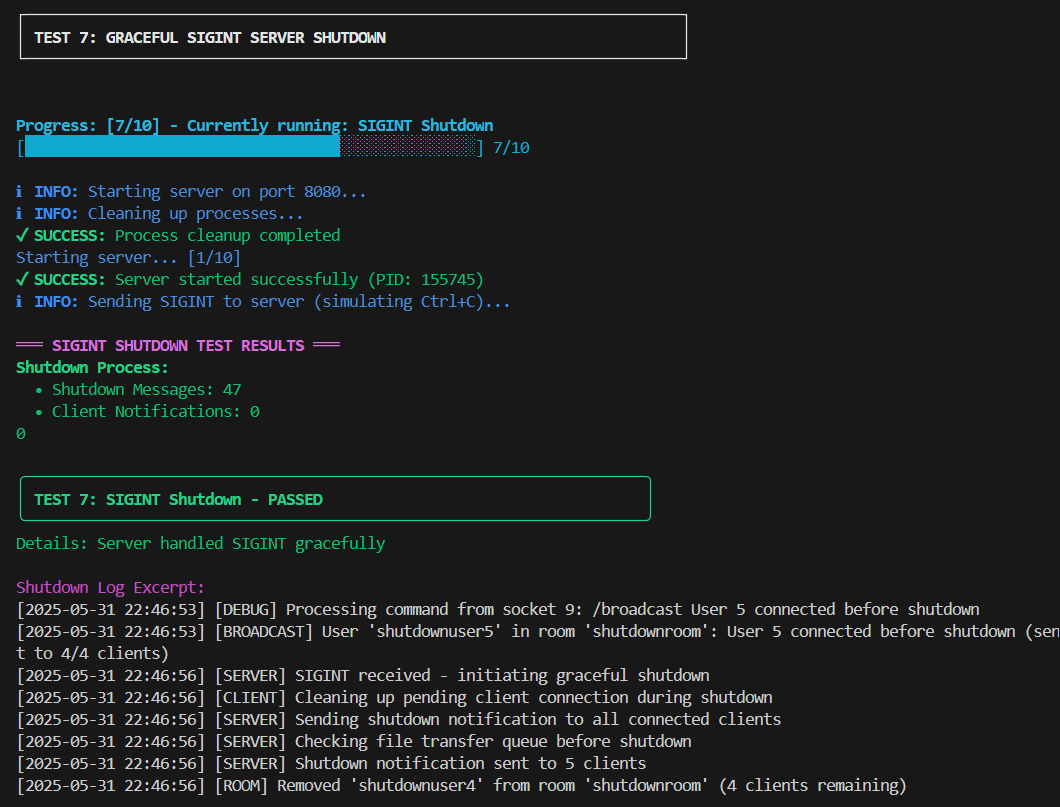 TEST 7: GRACEFUL SIGINT SERVER SHUTDOWN
Progress: [7/10] - Currently running: SIGINT Shutdown
[] 7/10
ℹ INFO: Starting server on port 8080...
ℹ INFO: Cleaning up processes...
✓ SUCCESS: Process cleanup completed
Starting server... [1/10]
✓ SUCCESS: Server started successfully (PID: 155745)
ℹ INFO: Sending SIGINT to server (simulating Ctrl+C)...
═══ SIGINT SHUTDOWN TEST RESULTS ═══
Shutdown Process:
• Shutdown Messages: 47
• Client Notifications: 0
0
TEST 7: SIGINT Shutdown - PASSED
Details: Server handled SIGINT gracefully
Shutdown Log Excerpt:
[2025-05-31 22:46:53] [DEBUG] Processing command from socket 9: /broadcast User 5 connected before shutdown
[2025-05-31 22:46:53] [BROADCAST] User 'shutdownuser5' in room 'shutdownroom': User 5 connected before shutdown (sen
t to 4/4 clients)
[2025-05-31 22:46:56] [SERVER] SIGINT received - initiating graceful shutdown
[2025-05-31 22:46:56] [CLIENT] Cleaning up pending client connection during shutdown
[2025-05-31 22:46:56] [SERVER] Sending shutdown notification to all connected clients
[2025-05-31 22:46:56] [SERVER] Checking file transfer queue before shutdown
[2025-05-31 22:46:56] [SERVER] Shutdown notification sent to 5 clients
[2025-05-31 22:46:56] [ROOM] Removed 'shutdownuser4' from room 'shutdownroom' (4 clients remaining)